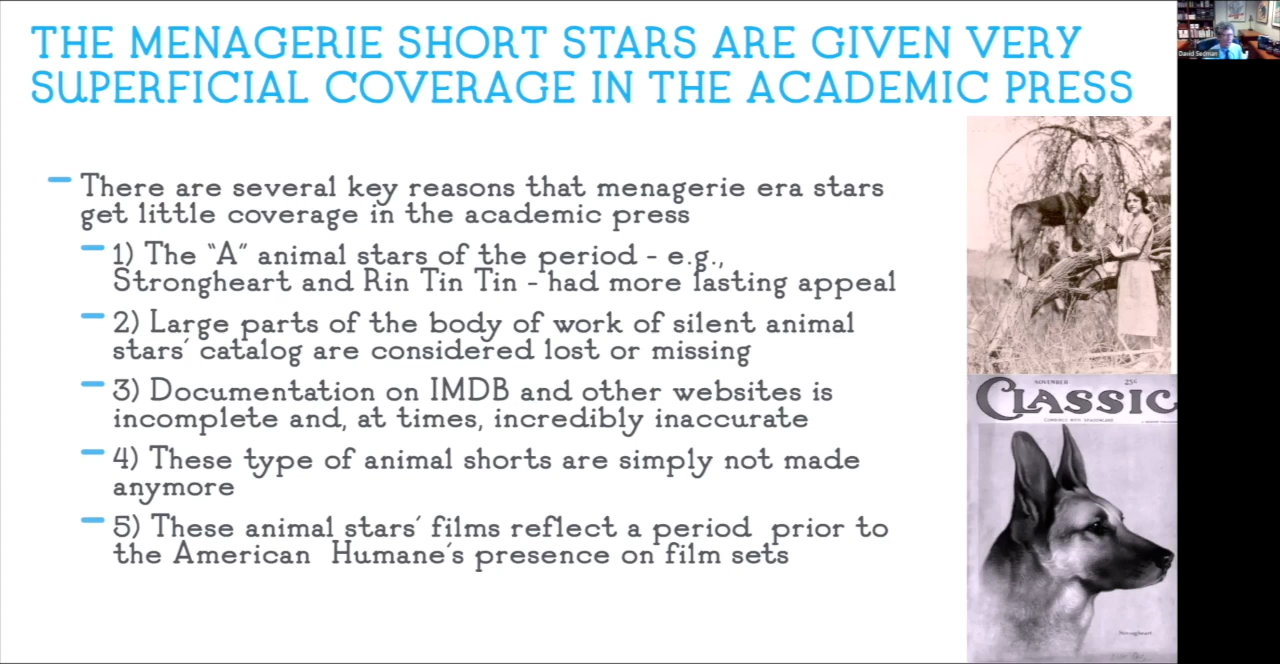 THE MENAGERIE SHORT STARS ARE GIVEN VERY
SUPERFICIAL COVERAGE IN THE ACADEMIC PRESS
There are several key reasons that menagerie era stars
get little coverage in the academic press
1) The “A” animal stars of the period - e.g.,
Strongheart and Rin Tin Tin - had more lasting appeal
2) Large parts of the body of work of silent animal
stars’ catalog are considered lost or missing
3) Documentation on IMDB and other websites is
incomplete and, at times, incredibly inaccurate
4) These type of animal shorts are simply not made
anymore
5) These animal stars’ films reflect a period prior to
the American Humane’s presence on film sets
David Sedman
NOVEMBER
25¢
CLASSIC
Strongheart